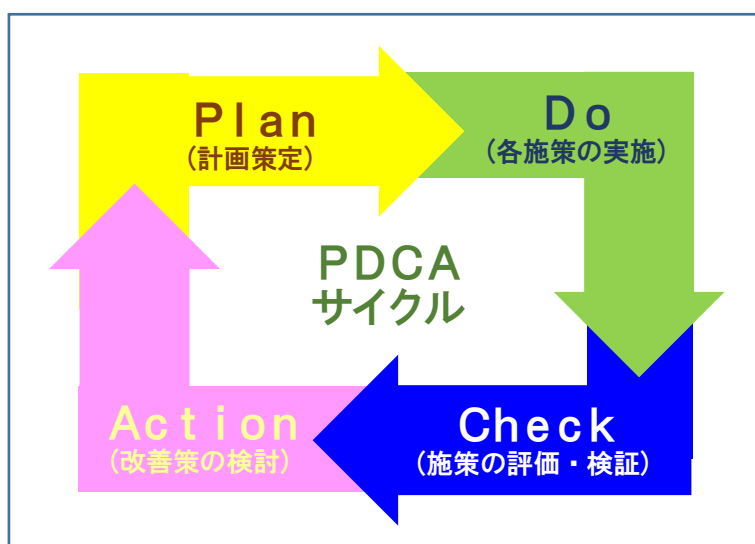 Plan
(計画策定)
Do
(各施策の実施)
PDCA
サイクル
Action
(改善策の検討)
Check
(施策の評価・検証)